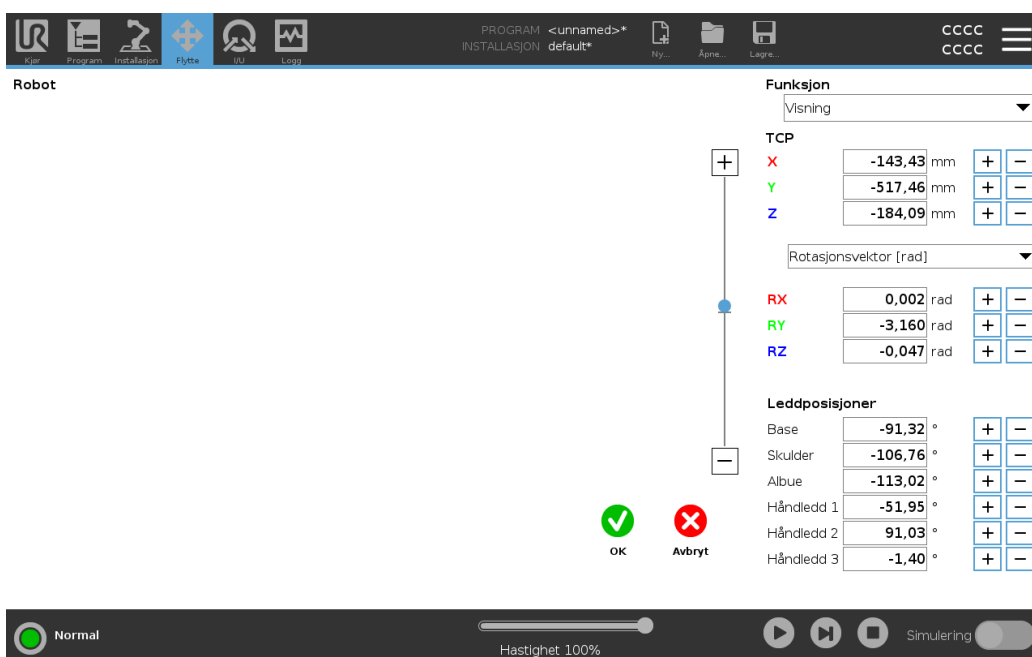 UR
Kjør Program Installasjon Flytte I/U Logg
PROGRAM <unnamed>*
INSTALLASJON default*
Ny... Åpne... Lagre...
CCCC
CCCC
Robot
Funksjon
Visning
TCP
X -143,43 mm + −
Y -517,46 mm + −
Z -184,09 mm + −
Rotasjonsvektor [rad]
RX 0,002 rad + −
RY -3,160 rad + −
RZ -0,047 rad + −
Leddposisjoner
Base -91,32 ° + −
Skulder -106,76 ° + −
Albue -113,02 ° + −
Håndledd 1 -51,95 ° + −
Håndledd 2 91,03 ° + −
Håndledd 3 -1,40 ° + −
OK Avbryt
Normal
Hastighet 100%
Simulering